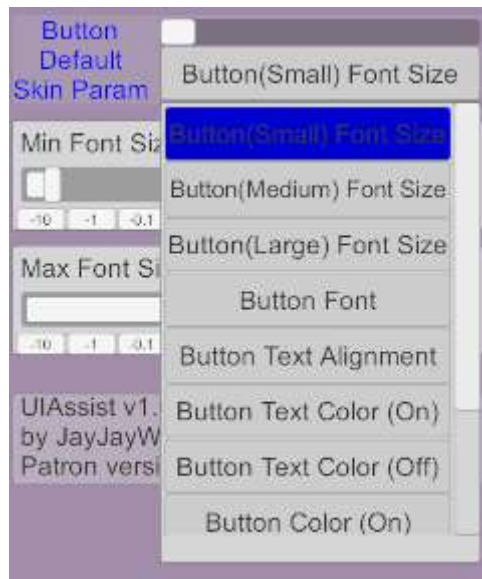 Button
Default
Skin Param
Button(Small) Font Size
Button(Small) Font Size
Button(Medium) Font Size
Button(Large) Font Size
Button Font
Button Text Alignment
Button Text Color (On)
Button Text Color (Off)
Button Color (On)
Min Font Siz
-10 -1 -0.1
Max Font Si
-10 -1 -0.1
UIAssist v1.
by JayJayW
Patron versi